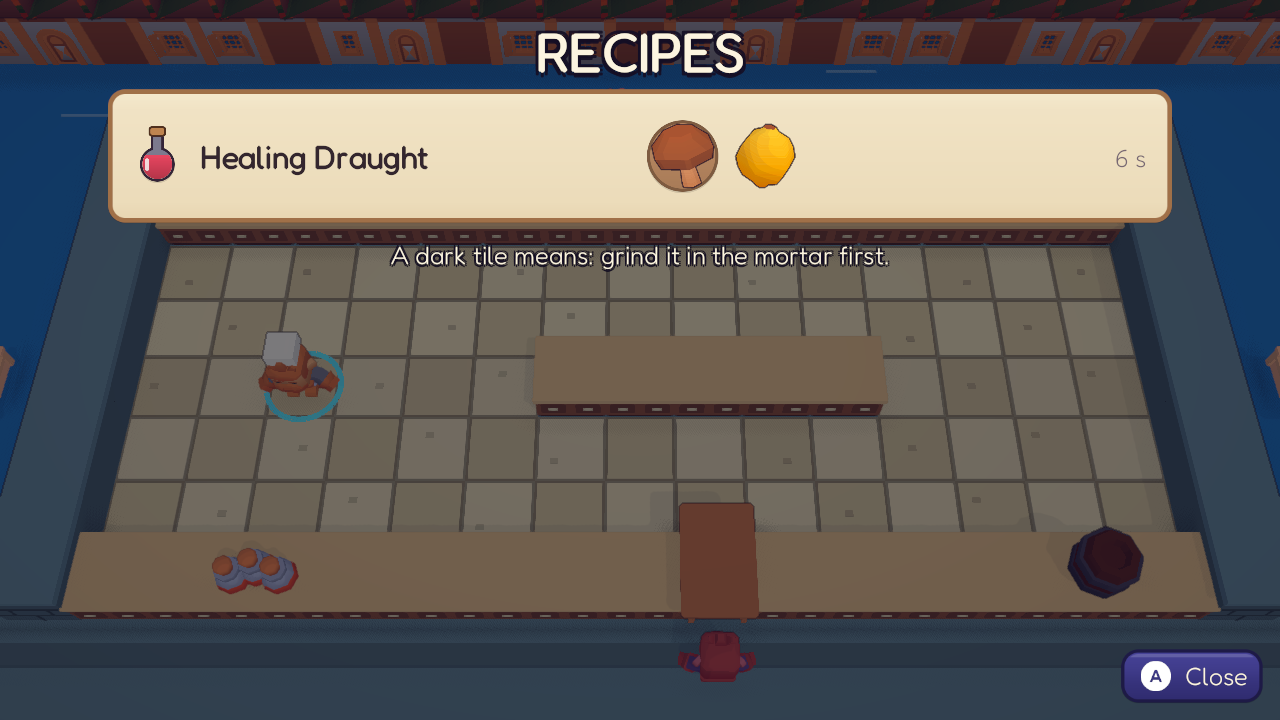 RECIPES
Healing Draught
6 s
A dark tile means: grind it in the mortar first.
A Close